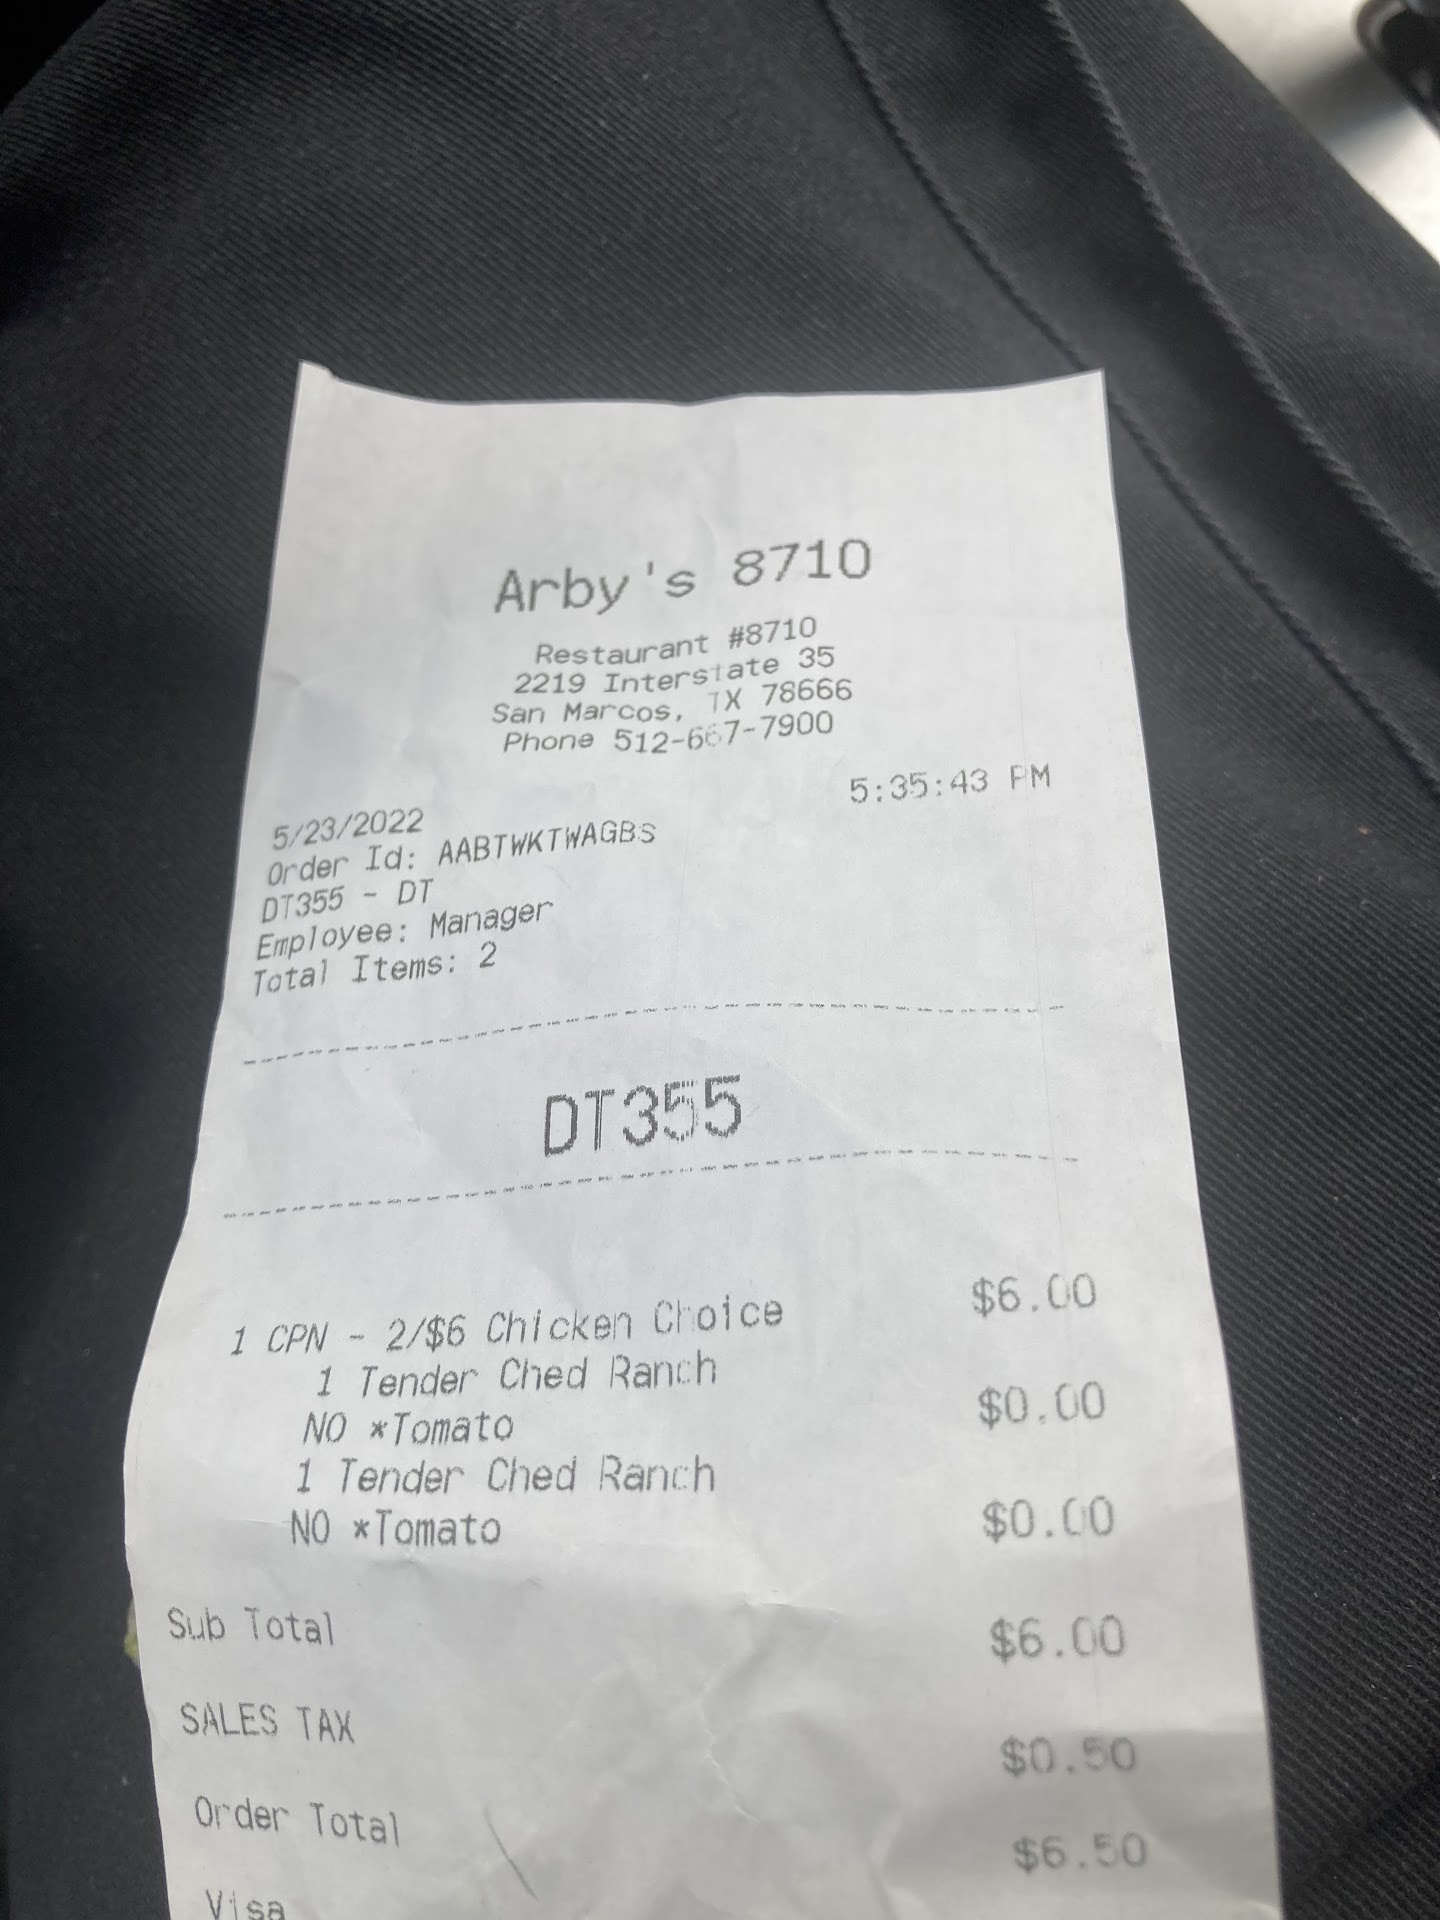 Arby's 8710
Restaurant #8710
2219 Interstate 35
San Marcos, TX 78666
Phone 512-667-7900
5/23/2022 5:35:43 PM
Order Id: AABTWKTWAGBS
DT355 - DT
Employee: Manager
Total Items: 2
DT355
1 CPN - 2/$6 Chicken Choice $6.00
1 Tender Ched Ranch $0.00
NO *Tomato
1 Tender Ched Ranch $0.00
NO *Tomato
Sub Total $6.00
SALES TAX $0.50
Order Total $6.50
Visa